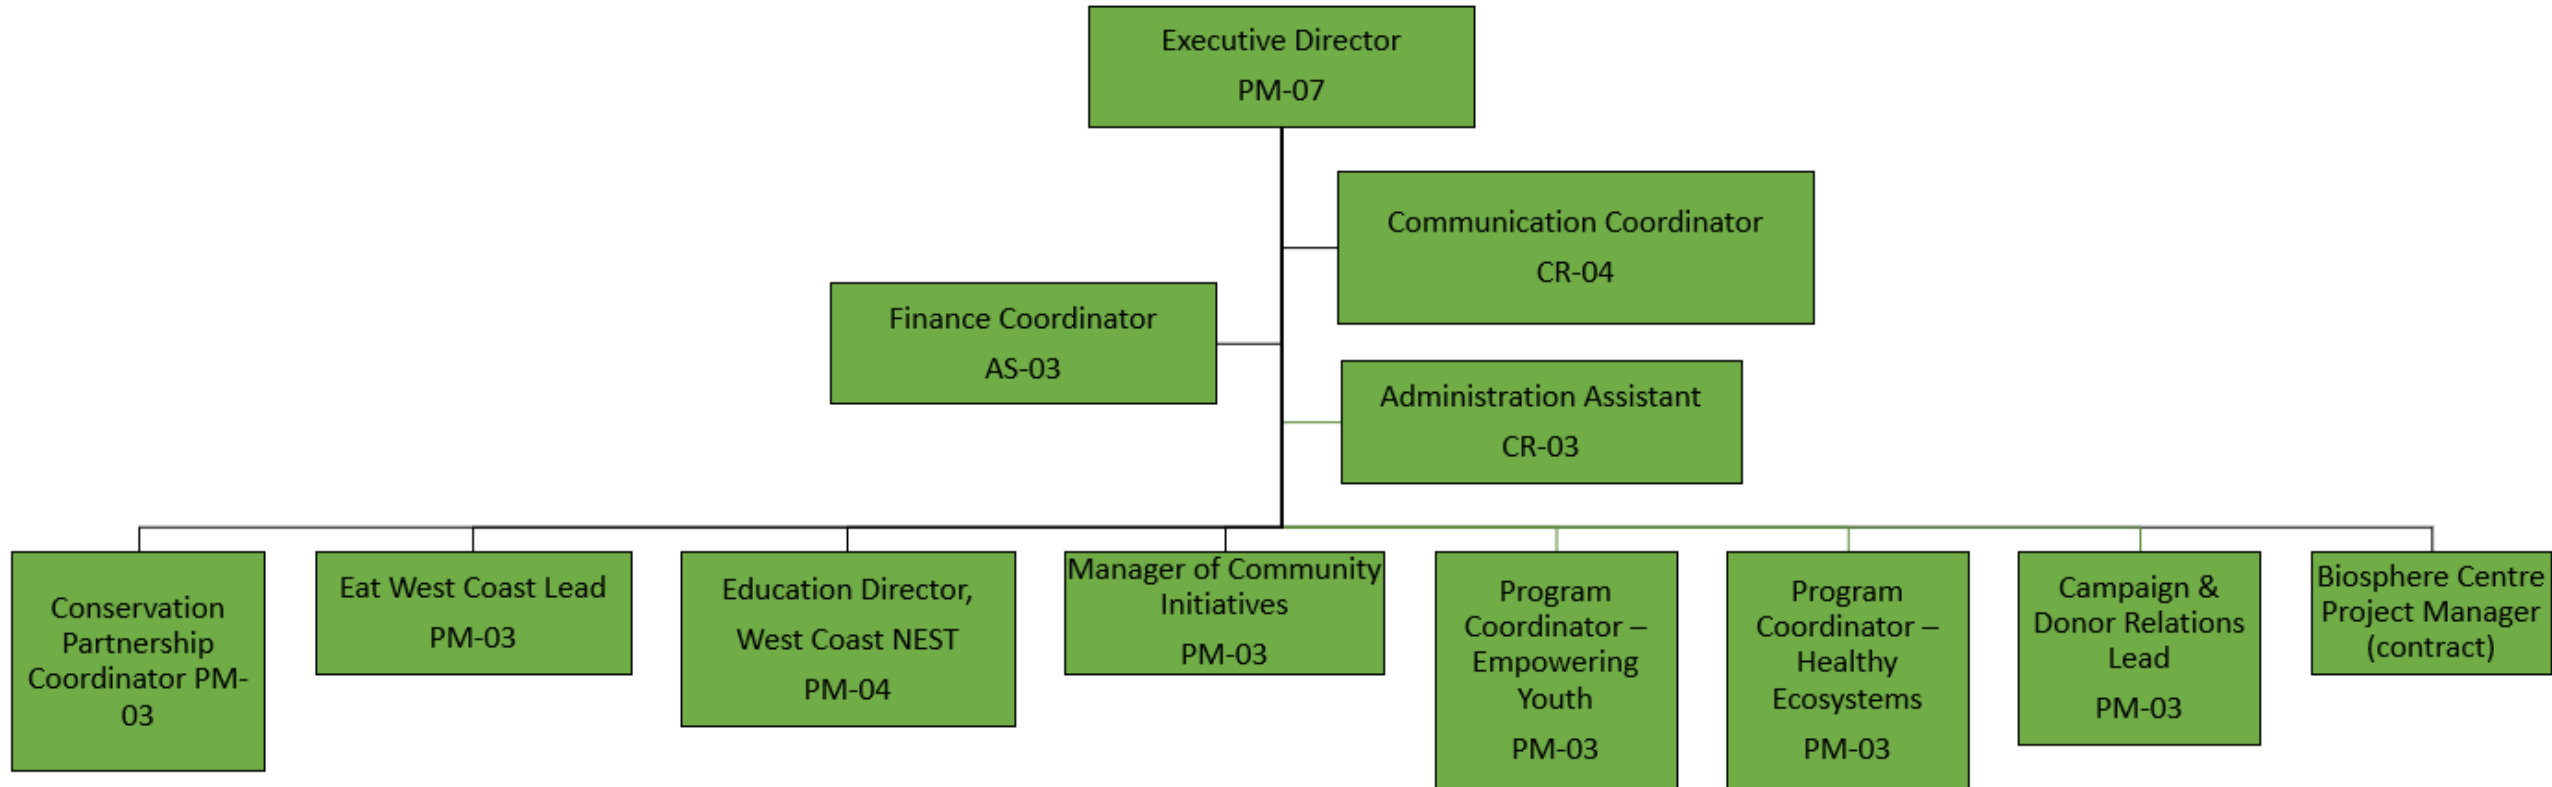 Executive Director
PM-07
Communication Coordinator
CR-04
Finance Coordinator
AS-03
Administration Assistant
CR-03
Conservation
Partnership
Coordinator PM-
03
Eat West Coast Lead
PM-03
Education Director,
West Coast NEST
PM-04
Manager of Community
Initiatives
PM-03
Program
Coordinator –
Empowering
Youth
PM-03
Program
Coordinator –
Healthy
Ecosystems
PM-03
Campaign &
Donor Relations
Lead
PM-03
Biosphere Centre
Project Manager
(contract)